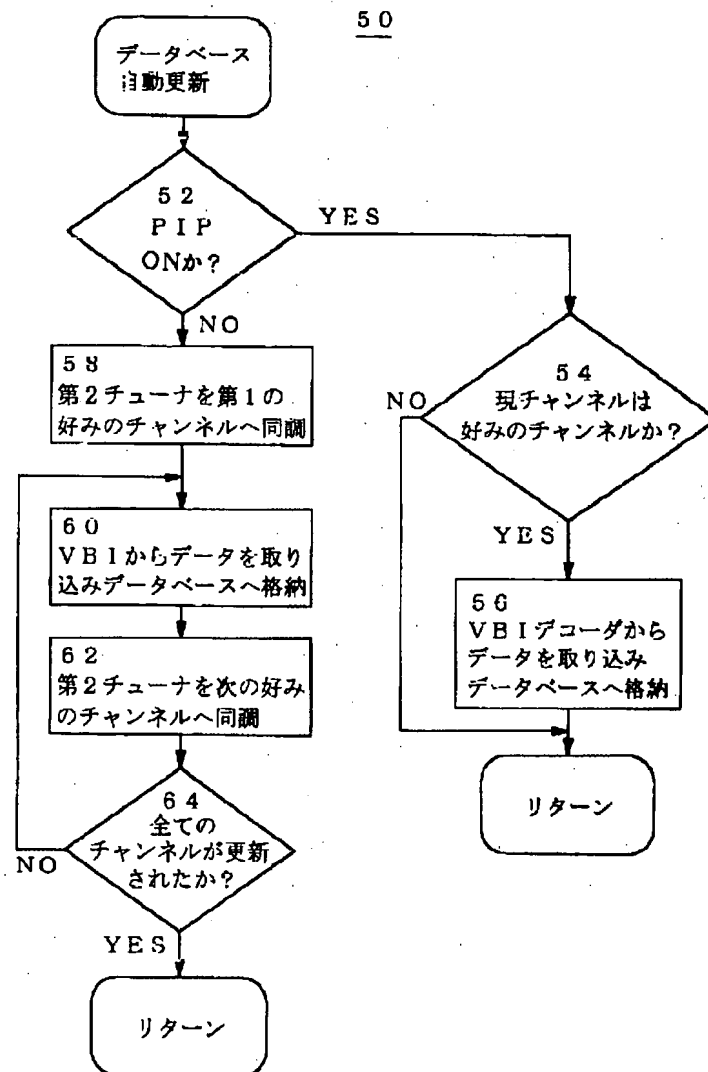 ５０
データベース
自動更新
５２
ＰＩＰ
ONか？
YES
NO
５８
第２チューナを第１の
好みのチャンネルへ同調
６０
ＶＢＩからデータを取り
込みデータベースへ格納
６２
第２チューナを次の好み
のチャンネルへ同調
６４
全ての
チャンネルが更新
されたか？
NO
YES
リターン
５４
現チャンネルは
好みのチャンネルか？
NO
YES
５６
ＶＢＩデコーダから
データを取り込み
データベースへ格納
リターン